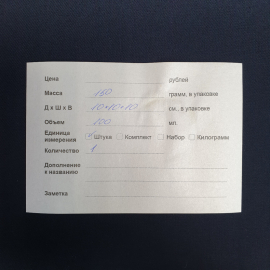 Цена рублей
Масса 150 грамм, в упаковке
Д х Ш х В 10*10*10 см., в упаковке
Объем 100 мл.
Единица
измерения ☑ Штука ☐ Комплект ☐ Набор ☐ Килограмм
Количество 1
Дополнение
к названию
Заметка